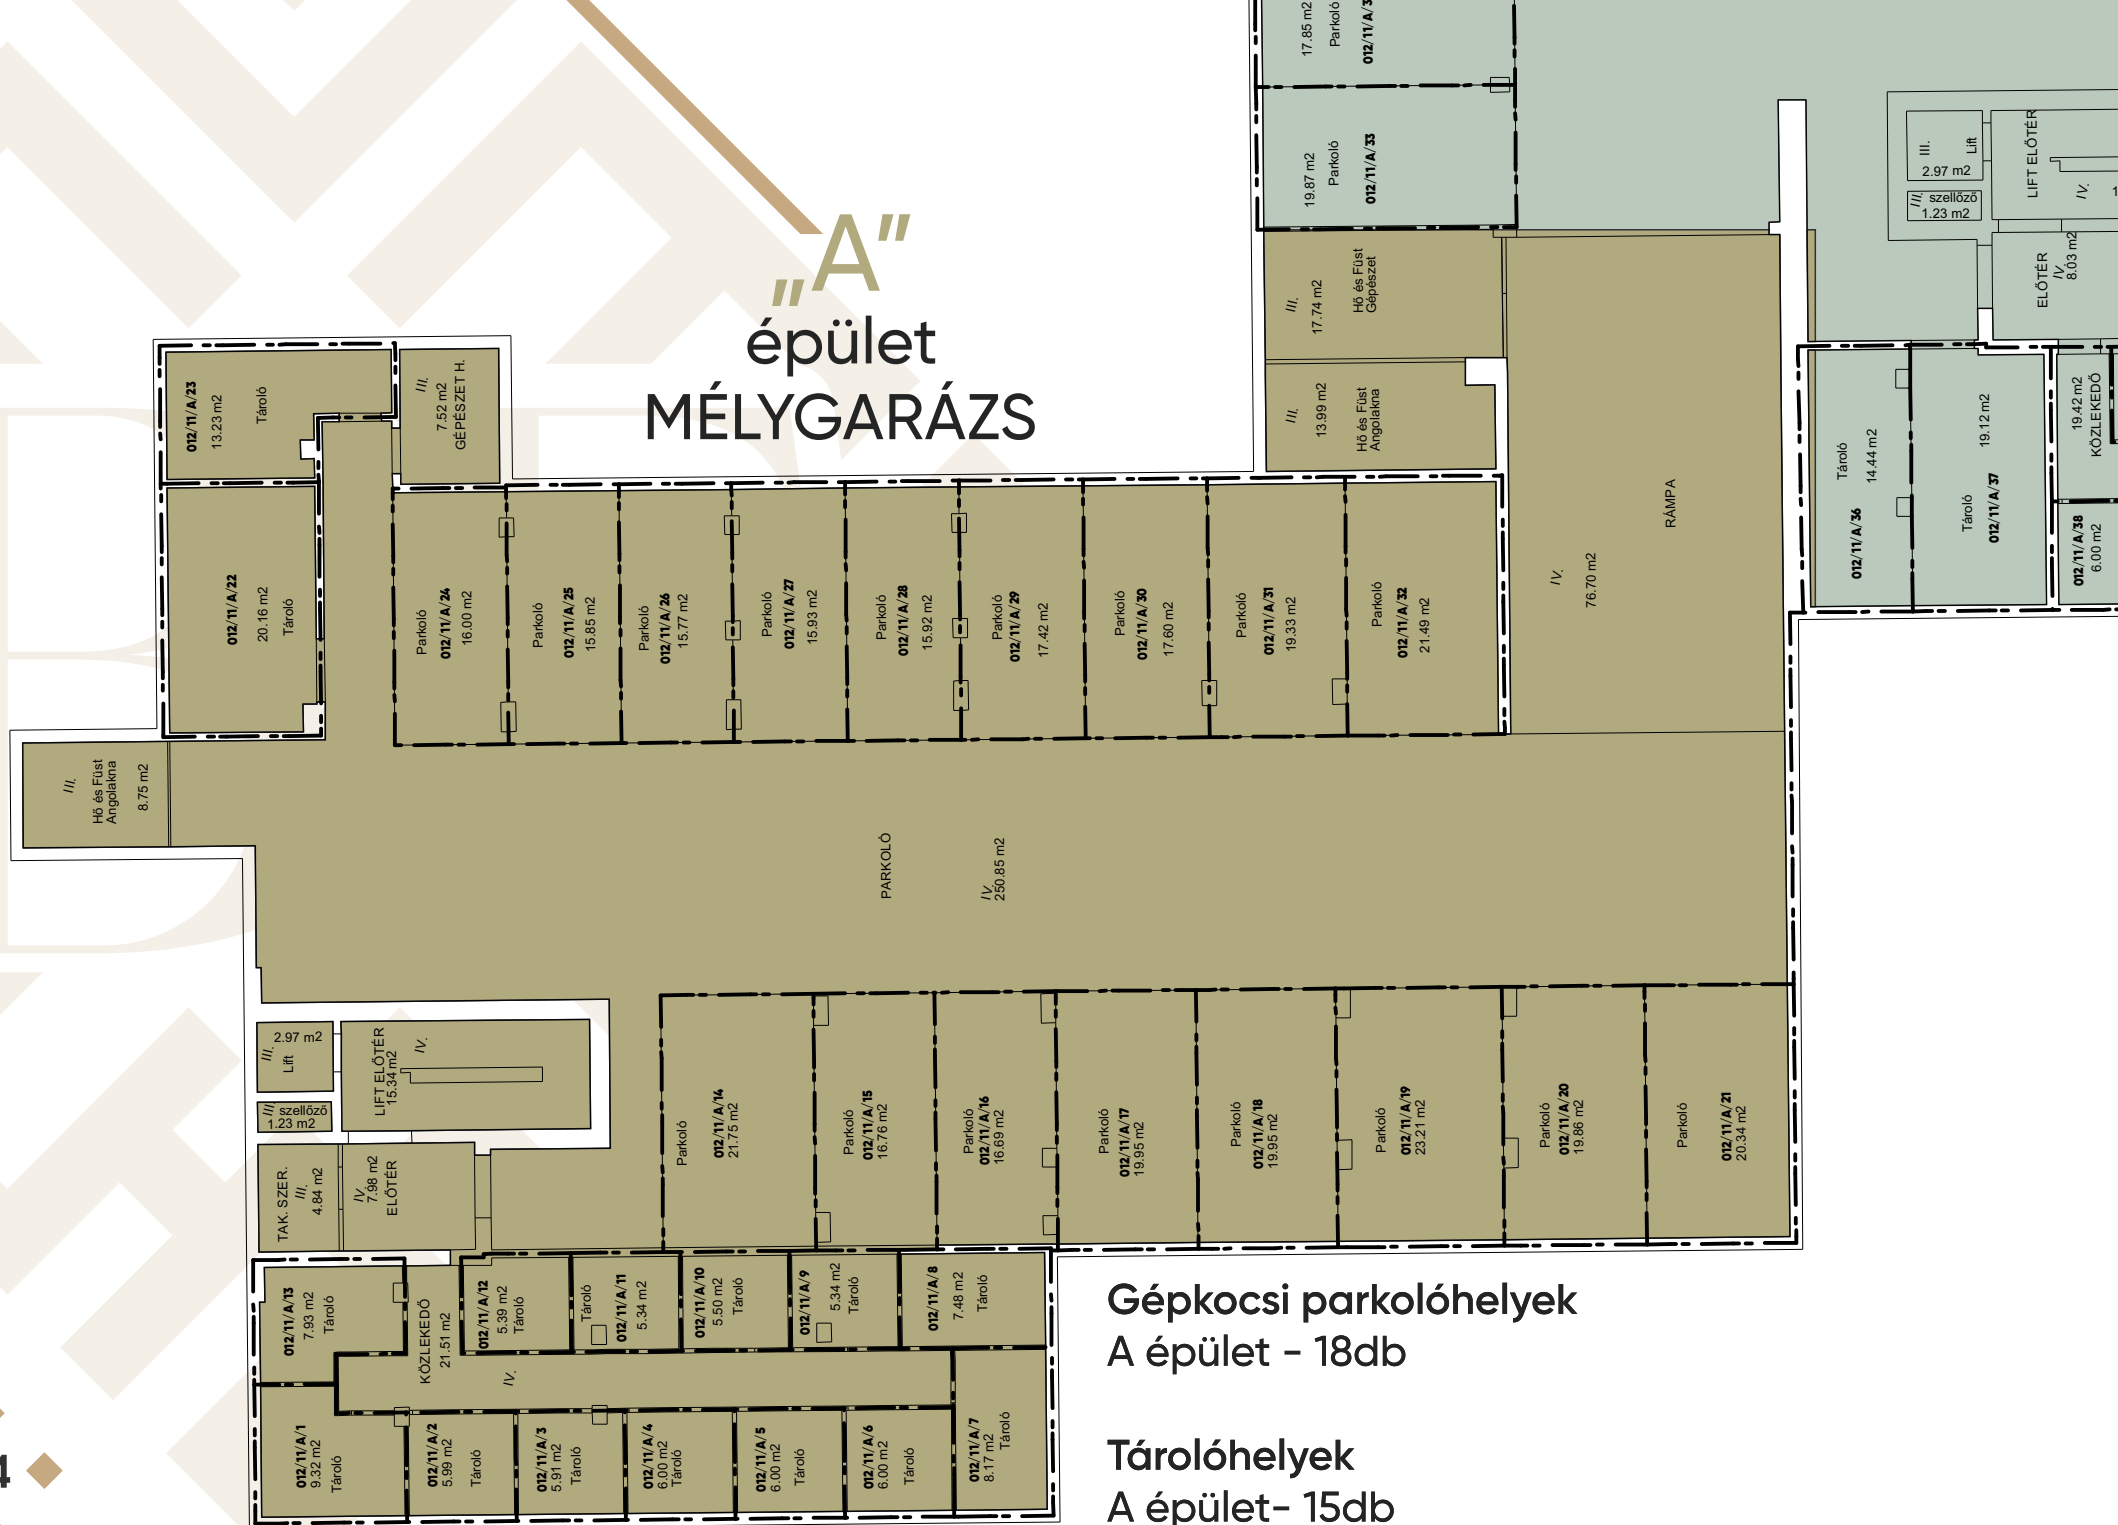 17.85 m2
Parkoló
19.87 m2
Parkoló
012/11/A/33
III.
2.97 m2
Lift
III.
szellőző
1.23 m2
LIFT ELŐTÉR
IV.
ELŐTÉR
IV.
8.03 m2
„A”
épület
MÉLYGARÁZS
III.
17.74 m2
Hő és Füst
Gépészet
III.
13.99 m2
Hő és Füst
Angolakna
RÁMPA
IV.
76.70 m2
Tároló
14.44 m2
012/11/A/36
19.12 m2
Tároló
012/11/A/37
19.42 m2
KÖZLEKEDŐ
012/11/A/38
6.00 m2
012/11/A/23
13.23 m2
Tároló
III.
7.52 m2
GÉPÉSZET H.
012/11/A/22
20.16 m2
Tároló
Parkoló
012/11/A/24
16.00 m2
Parkoló
012/11/A/25
15.85 m2
Parkoló
012/11/A/26
15.77 m2
Parkoló
012/11/A/27
15.93 m2
Parkoló
012/11/A/28
15.92 m2
Parkoló
012/11/A/29
17.42 m2
Parkoló
012/11/A/30
17.60 m2
Parkoló
012/11/A/31
19.33 m2
Parkoló
012/11/A/32
21.49 m2
III.
Hő és Füst
Angolakna
8.75 m2
PARKOLÓ
IV.
250.85 m2
III.
2.97 m2
Lift
LIFT ELŐTÉR
15.34 m2
IV.
III.
szellőző
1.23 m2
TAK. SZER.
III.
4.84 m2
IV.
7.98 m2
ELŐTÉR
Parkoló
012/11/A/14
21.75 m2
Parkoló
012/11/A/15
16.76 m2
Parkoló
012/11/A/16
16.69 m2
Parkoló
012/11/A/17
19.95 m2
Parkoló
012/11/A/18
19.95 m2
Parkoló
012/11/A/19
23.21 m2
Parkoló
012/11/A/20
19.86 m2
Parkoló
012/11/A/21
20.34 m2
012/11/A/13
7.93 m2
Tároló
KÖZLEKEDŐ
21.51 m2
IV.
012/11/A/12
5.39 m2
Tároló
Tároló
012/11/A/11
5.34 m2
012/11/A/10
5.50 m2
Tároló
012/11/A/9
5.34 m2
Tároló
012/11/A/8
7.48 m2
Tároló
012/11/A/1
9.32 m2
Tároló
012/11/A/2
5.99 m2
Tároló
012/11/A/3
5.91 m2
Tároló
012/11/A/4
6.00 m2
Tároló
012/11/A/5
6.00 m2
Tároló
012/11/A/6
6.00 m2
Tároló
012/11/A/7
8.17 m2
Tároló
Gépkocsi parkolóhelyek
A épület - 18db
Tárolóhelyek
A épület- 15db